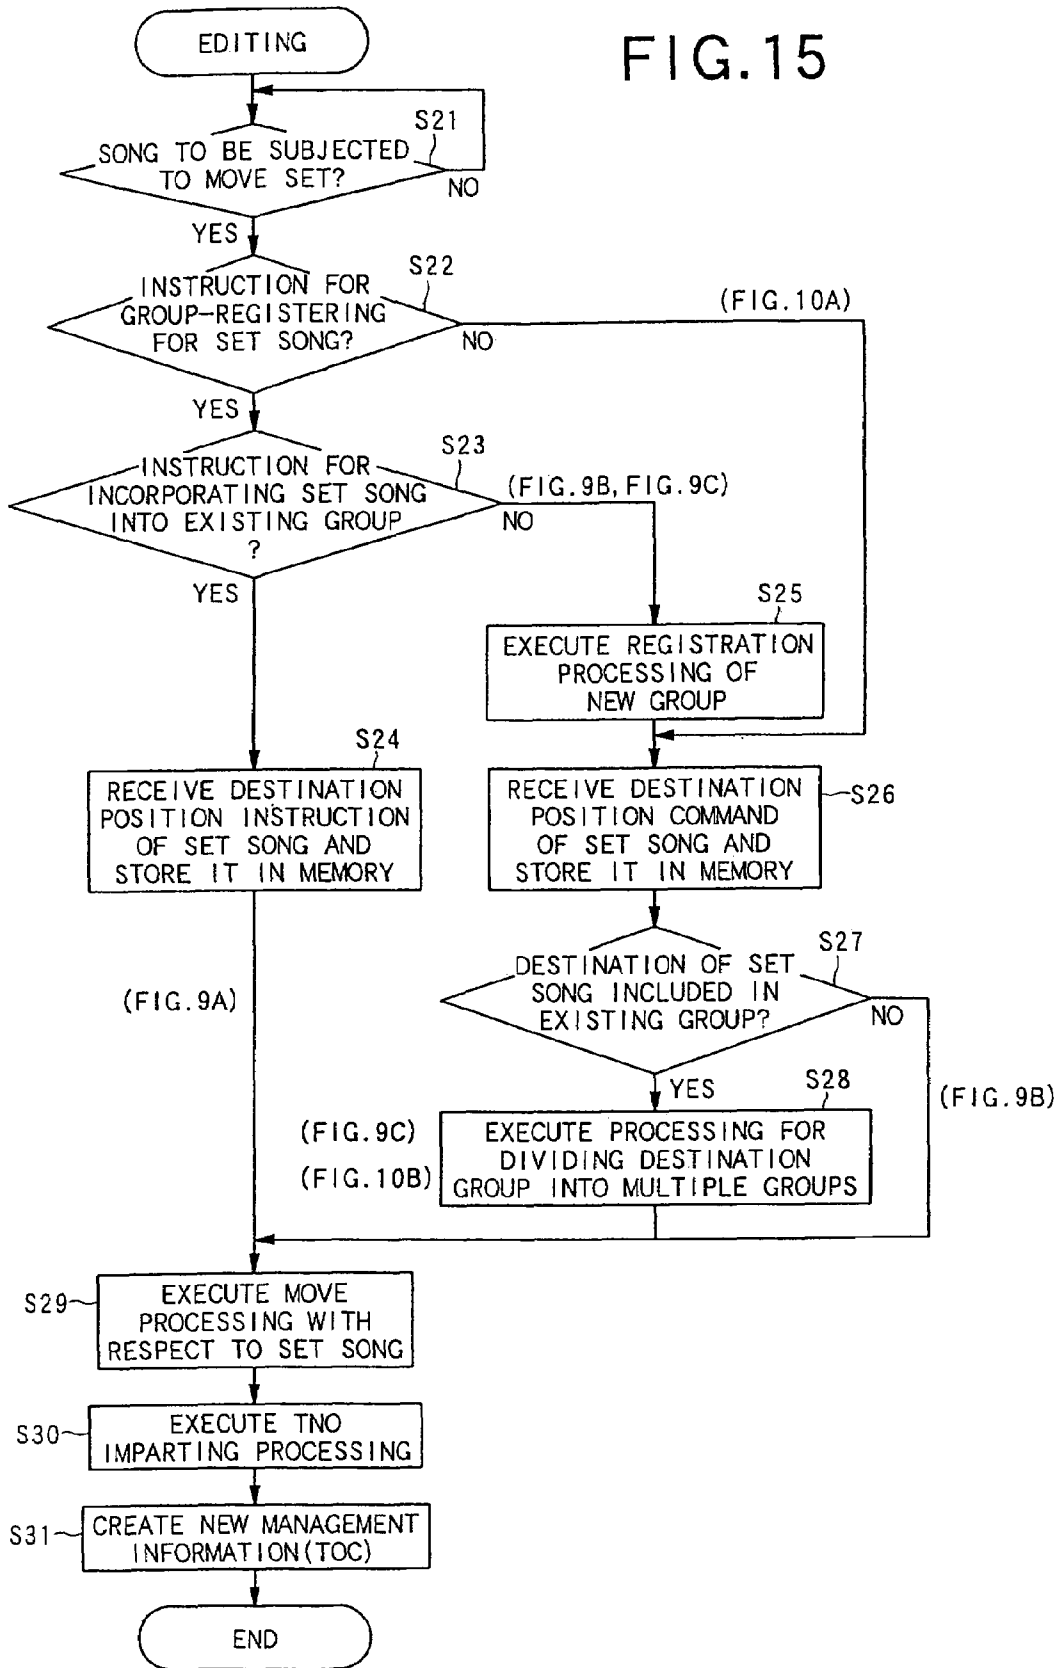 FIG.15
EDITING
S21
SONG TO BE SUBJECTED
TO MOVE SET?
NO
YES
S22
INSTRUCTION FOR
GROUP-REGISTERING
FOR SET SONG?
(FIG.10A)
NO
YES
S23
INSTRUCTION FOR
INCORPORATING SET SONG
INTO EXISTING GROUP
?
(FIG.9B, FIG.9C)
NO
YES
S25
EXECUTE REGISTRATION
PROCESSING OF
NEW GROUP
S24
RECEIVE DESTINATION
POSITION INSTRUCTION
OF SET SONG AND
STORE IT IN MEMORY
S26
RECEIVE DESTINATION
POSITION COMMAND
OF SET SONG AND
STORE IT IN MEMORY
S27
DESTINATION OF SET
SONG INCLUDED IN
EXISTING GROUP?
NO
(FIG.9A)
YES
S28
(FIG.9B)
(FIG.9C)
(FIG.10B)
EXECUTE PROCESSING FOR
DIVIDING DESTINATION
GROUP INTO MULTIPLE GROUPS
S29
EXECUTE MOVE
PROCESSING WITH
RESPECT TO SET SONG
S30
EXECUTE TNO
IMPARTING PROCESSING
S31
CREATE NEW MANAGEMENT
INFORMATION(TOC)
END